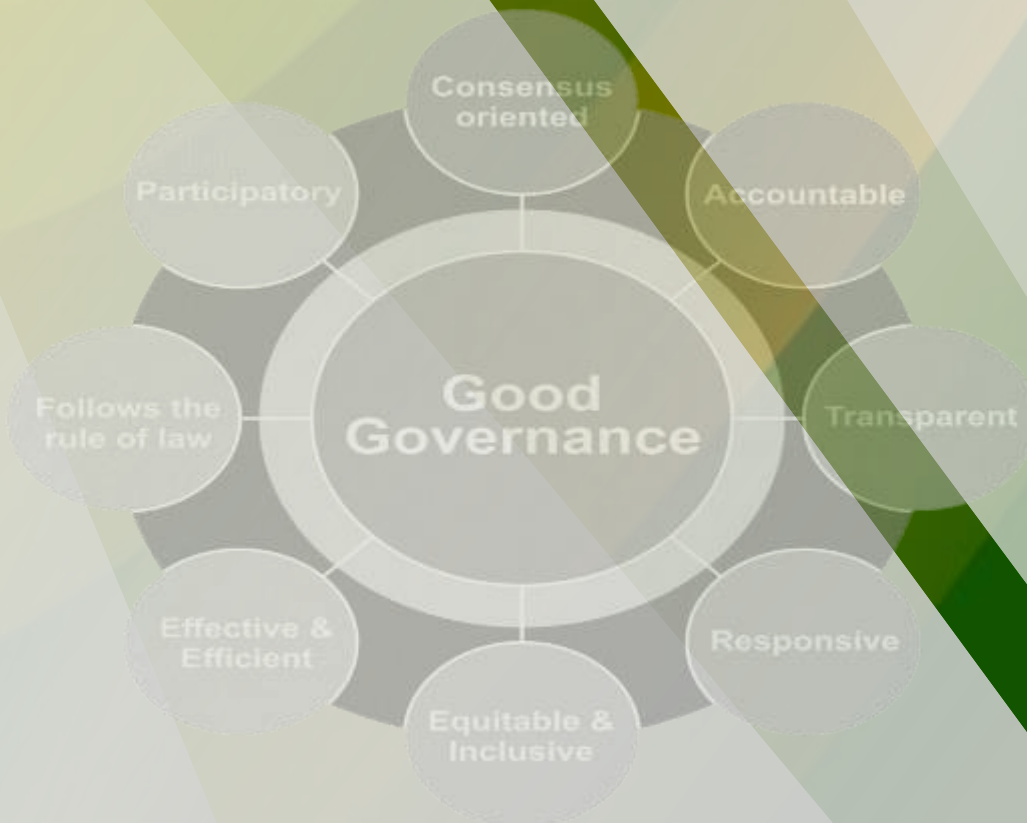 Consensus
oriented
Accountable
Transparent
Responsive
Equitable &
Inclusive
Effective &
Efficient
Follows the
rule of law
Participatory
Good
Governance